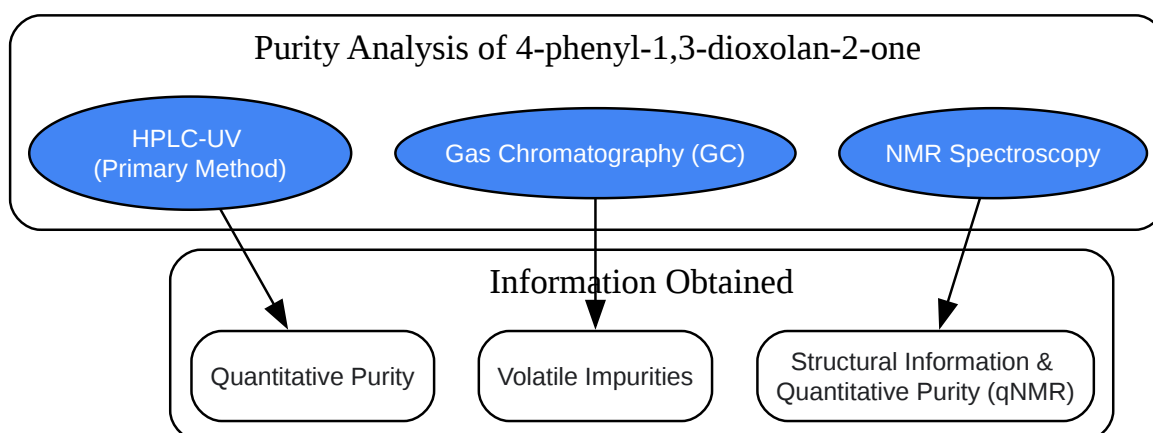 Purity Analysis of 4-phenyl-1,3-dioxolan-2-one
HPLC-UV
(Primary Method)
Gas Chromatography (GC)
NMR Spectroscopy
Information Obtained
Quantitative Purity
Volatile Impurities
Structural Information &
Quantitative Purity (qNMR)